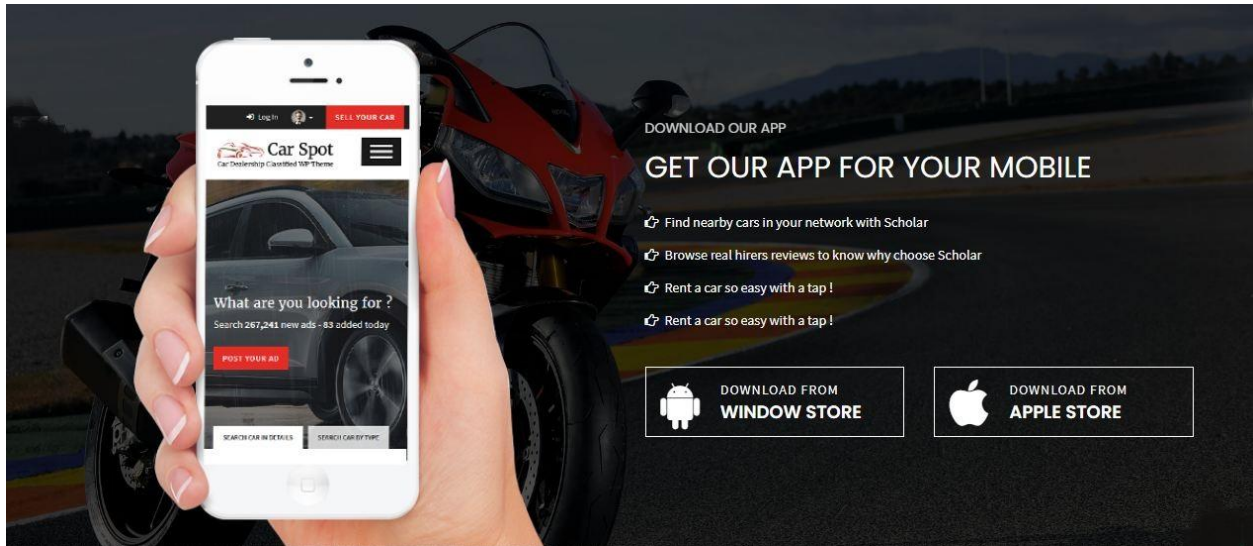 Log In
SELL YOUR CAR
Car Spot
Car Dealership Classified WP Theme
What are you looking for ?
Search 267,241 new ads - 83 added today
POST YOUR AD
SEARCH CAR IN DETAILS
SEARCH CAR BY TYPE
DOWNLOAD OUR APP
GET OUR APP FOR YOUR MOBILE
Find nearby cars in your network with Scholar
Browse real hirers reviews to know why choose Scholar
Rent a car so easy with a tap !
Rent a car so easy with a tap !
DOWNLOAD FROM
WINDOW STORE
DOWNLOAD FROM
APPLE STORE